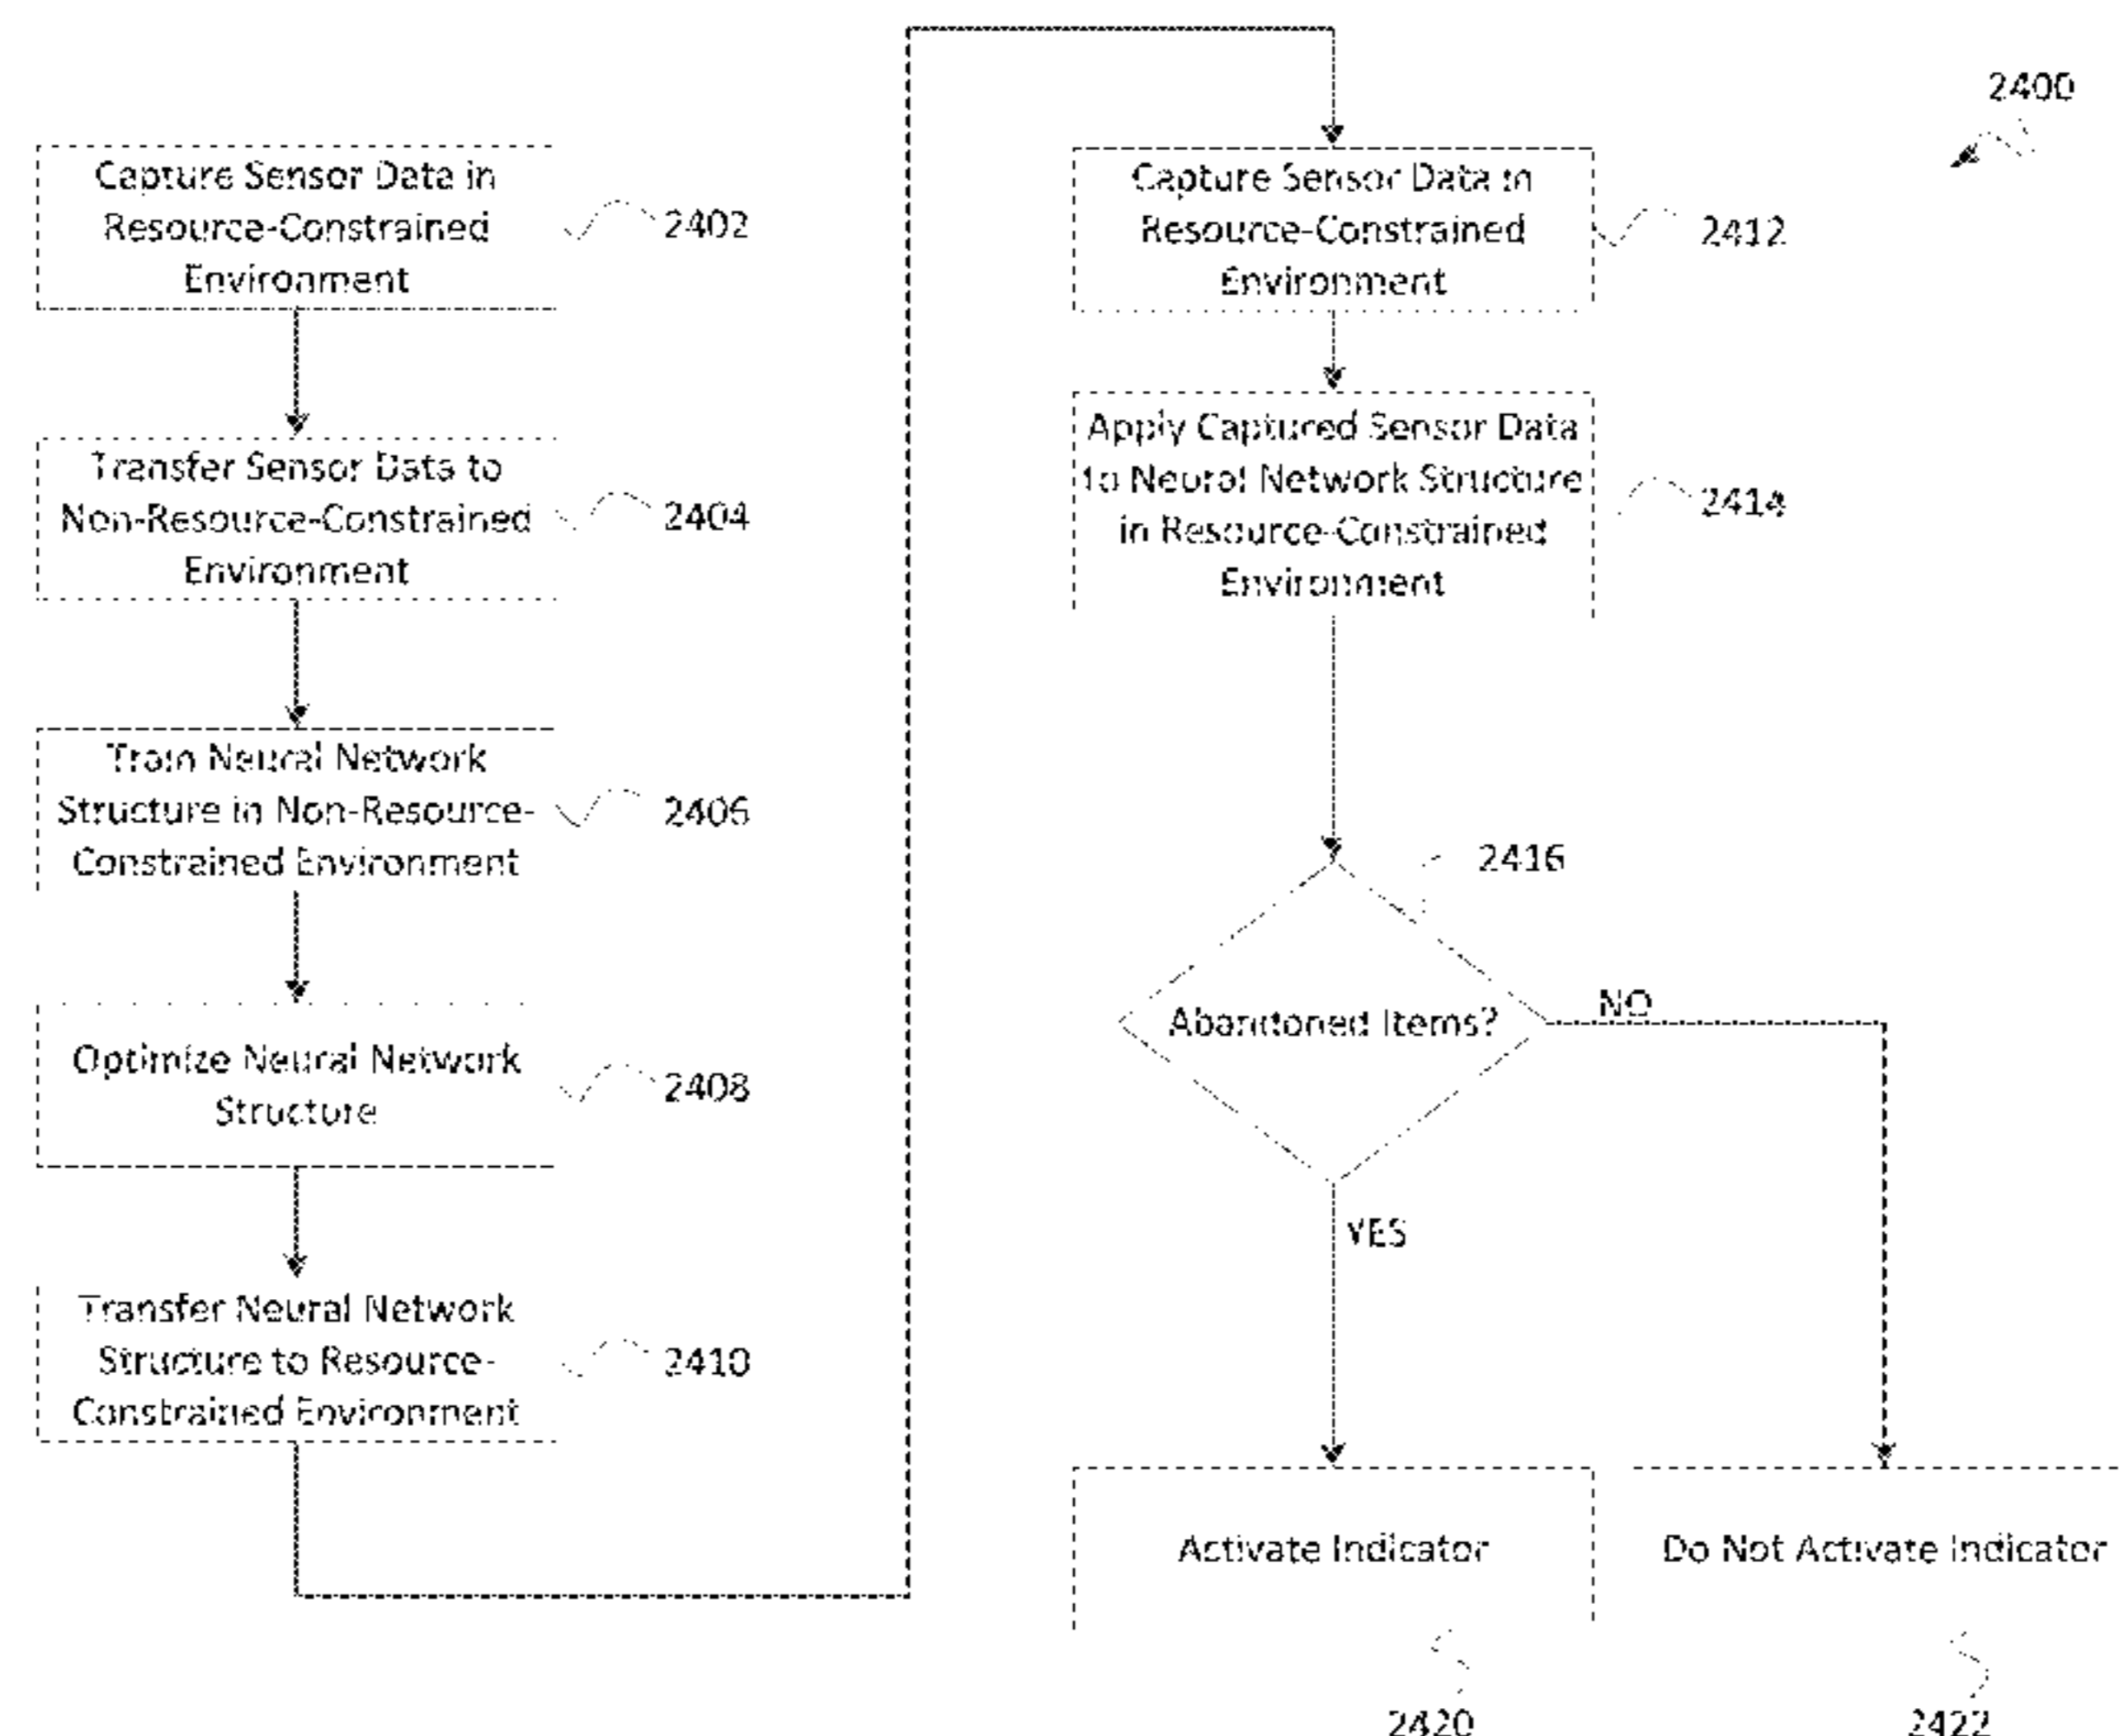 2400
Capture Sensor Data in
Resource-Constrained
Environment
2402
Transfer Sensor Data to
Non-Resource-Constrained
Environment
2404
Train Neural Network
Structure in Non-Resource-
Constrained Environment
2406
Optimize Neural Network
Structure
2408
Transfer Neural Network
Structure to Resource-
Constrained Environment
2410
Capture Sensor Data in
Resource-Constrained
Environment
2412
Apply Captured Sensor Data
to Neural Network Structure
in Resource-Constrained
Environment
2414
2416
Abandoned Items?
NO
YES
Activate Indicator
2420
Do Not Activate Indicator
2422